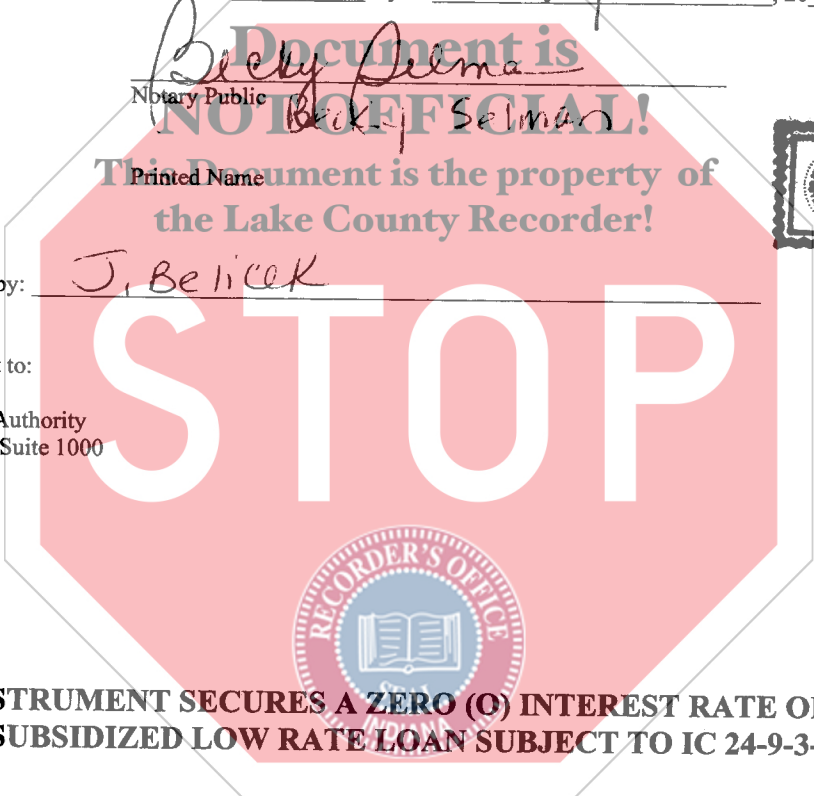 Document is
Becky Selma
Notary Public
NOT OFFICIAL!
Becky Selman
This Document is the property of
Printed Name
the Lake County Recorder!
by: J. Belicek
STOP
to:
Authority
Suite 1000
RECORDER'S OFFICE
SEAL
INDIANA
STRUMENT SECURES A ZERO (O) INTEREST RATE O
SUBSIDIZED LOW RATE LOAN SUBJECT TO IC 24-9-3-